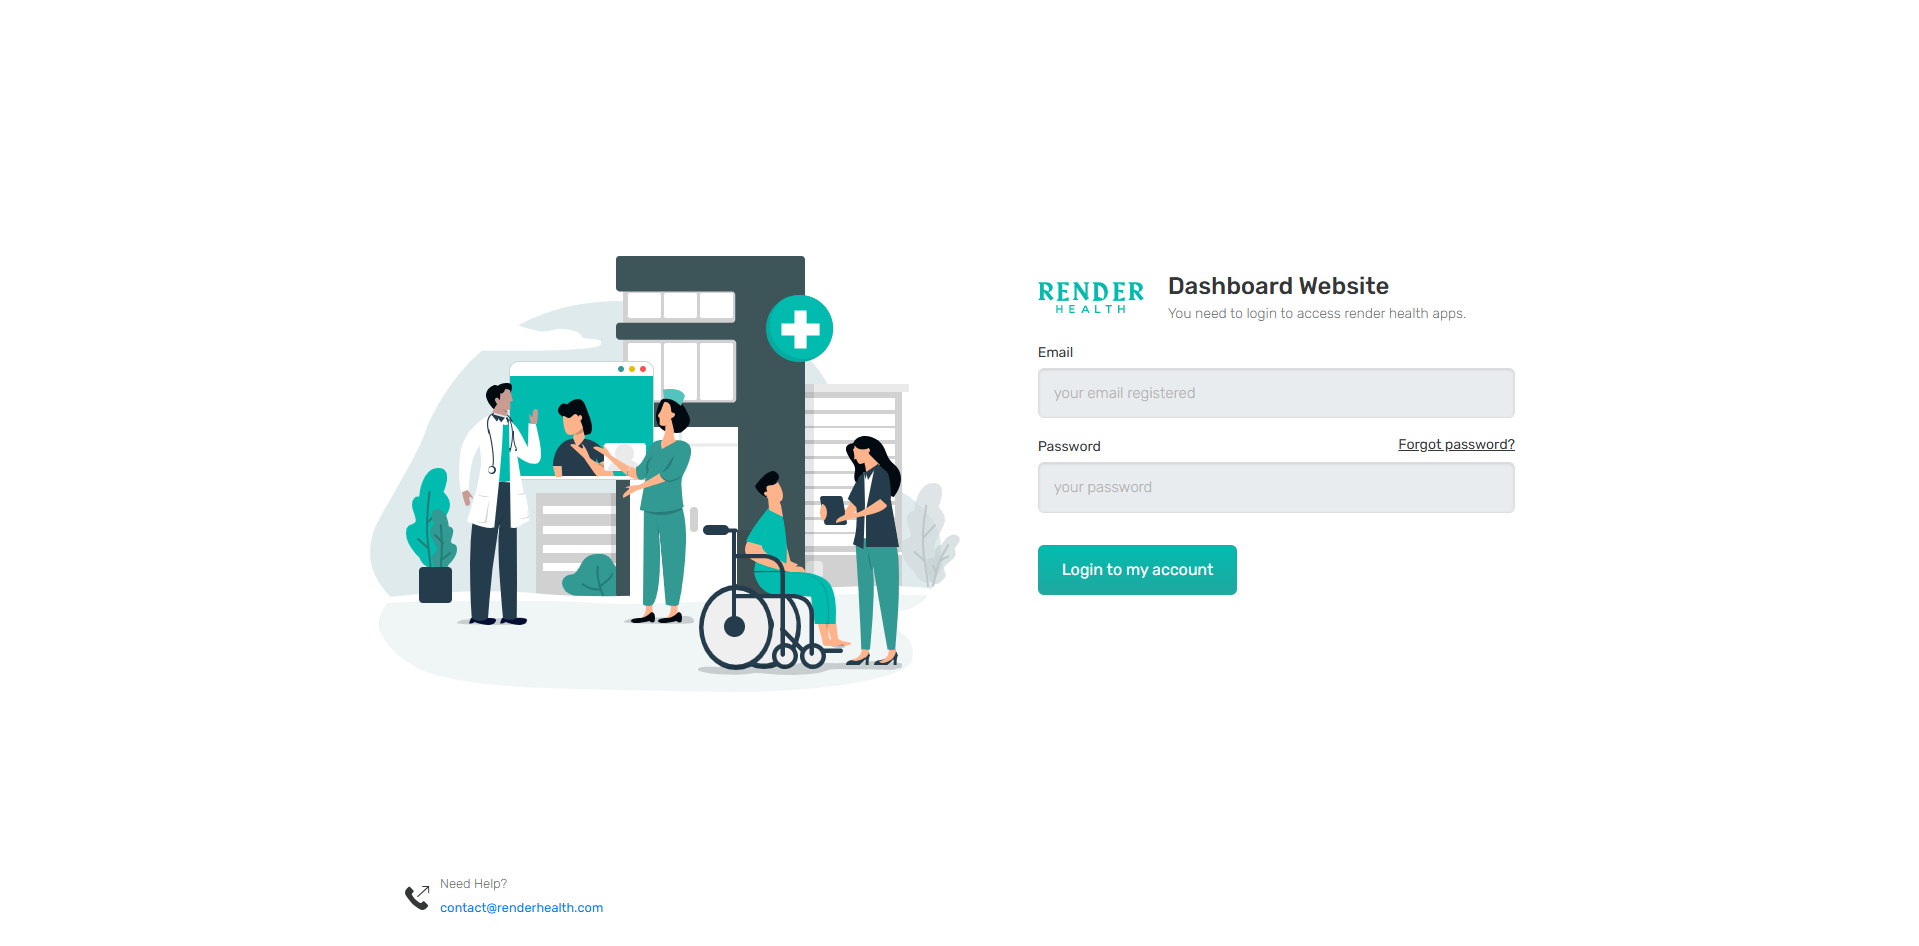 RENDER
HEALTH
Dashboard Website
You need to login to access render health apps.
Email
your email registered
Password
Forgot password?
your password
Login to my account
Need Help?
contact@renderhealth.com